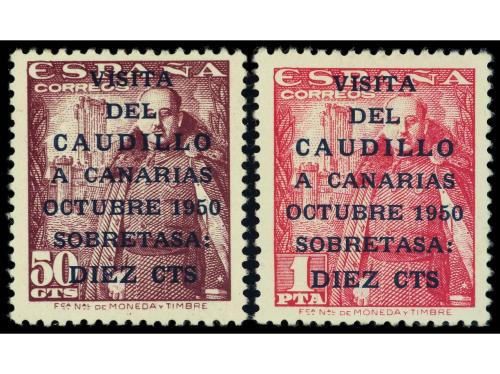 ESPAÑA
CORREOS
VISITA
DEL
CAUDILLO
A CANARIAS
OCTUBRE 1950
SOBRETASA:
DIEZ CTS
50
CTS
Fca Nal DE MONEDA Y TIMBRE
ESPAÑA
CORREOS
VISITA
DEL
CAUDILLO
A CANARIAS
OCTUBRE 1950
SOBRETASA:
DIEZ CTS
1
PTA
Fca Nal DE MONEDA Y TIMBRE